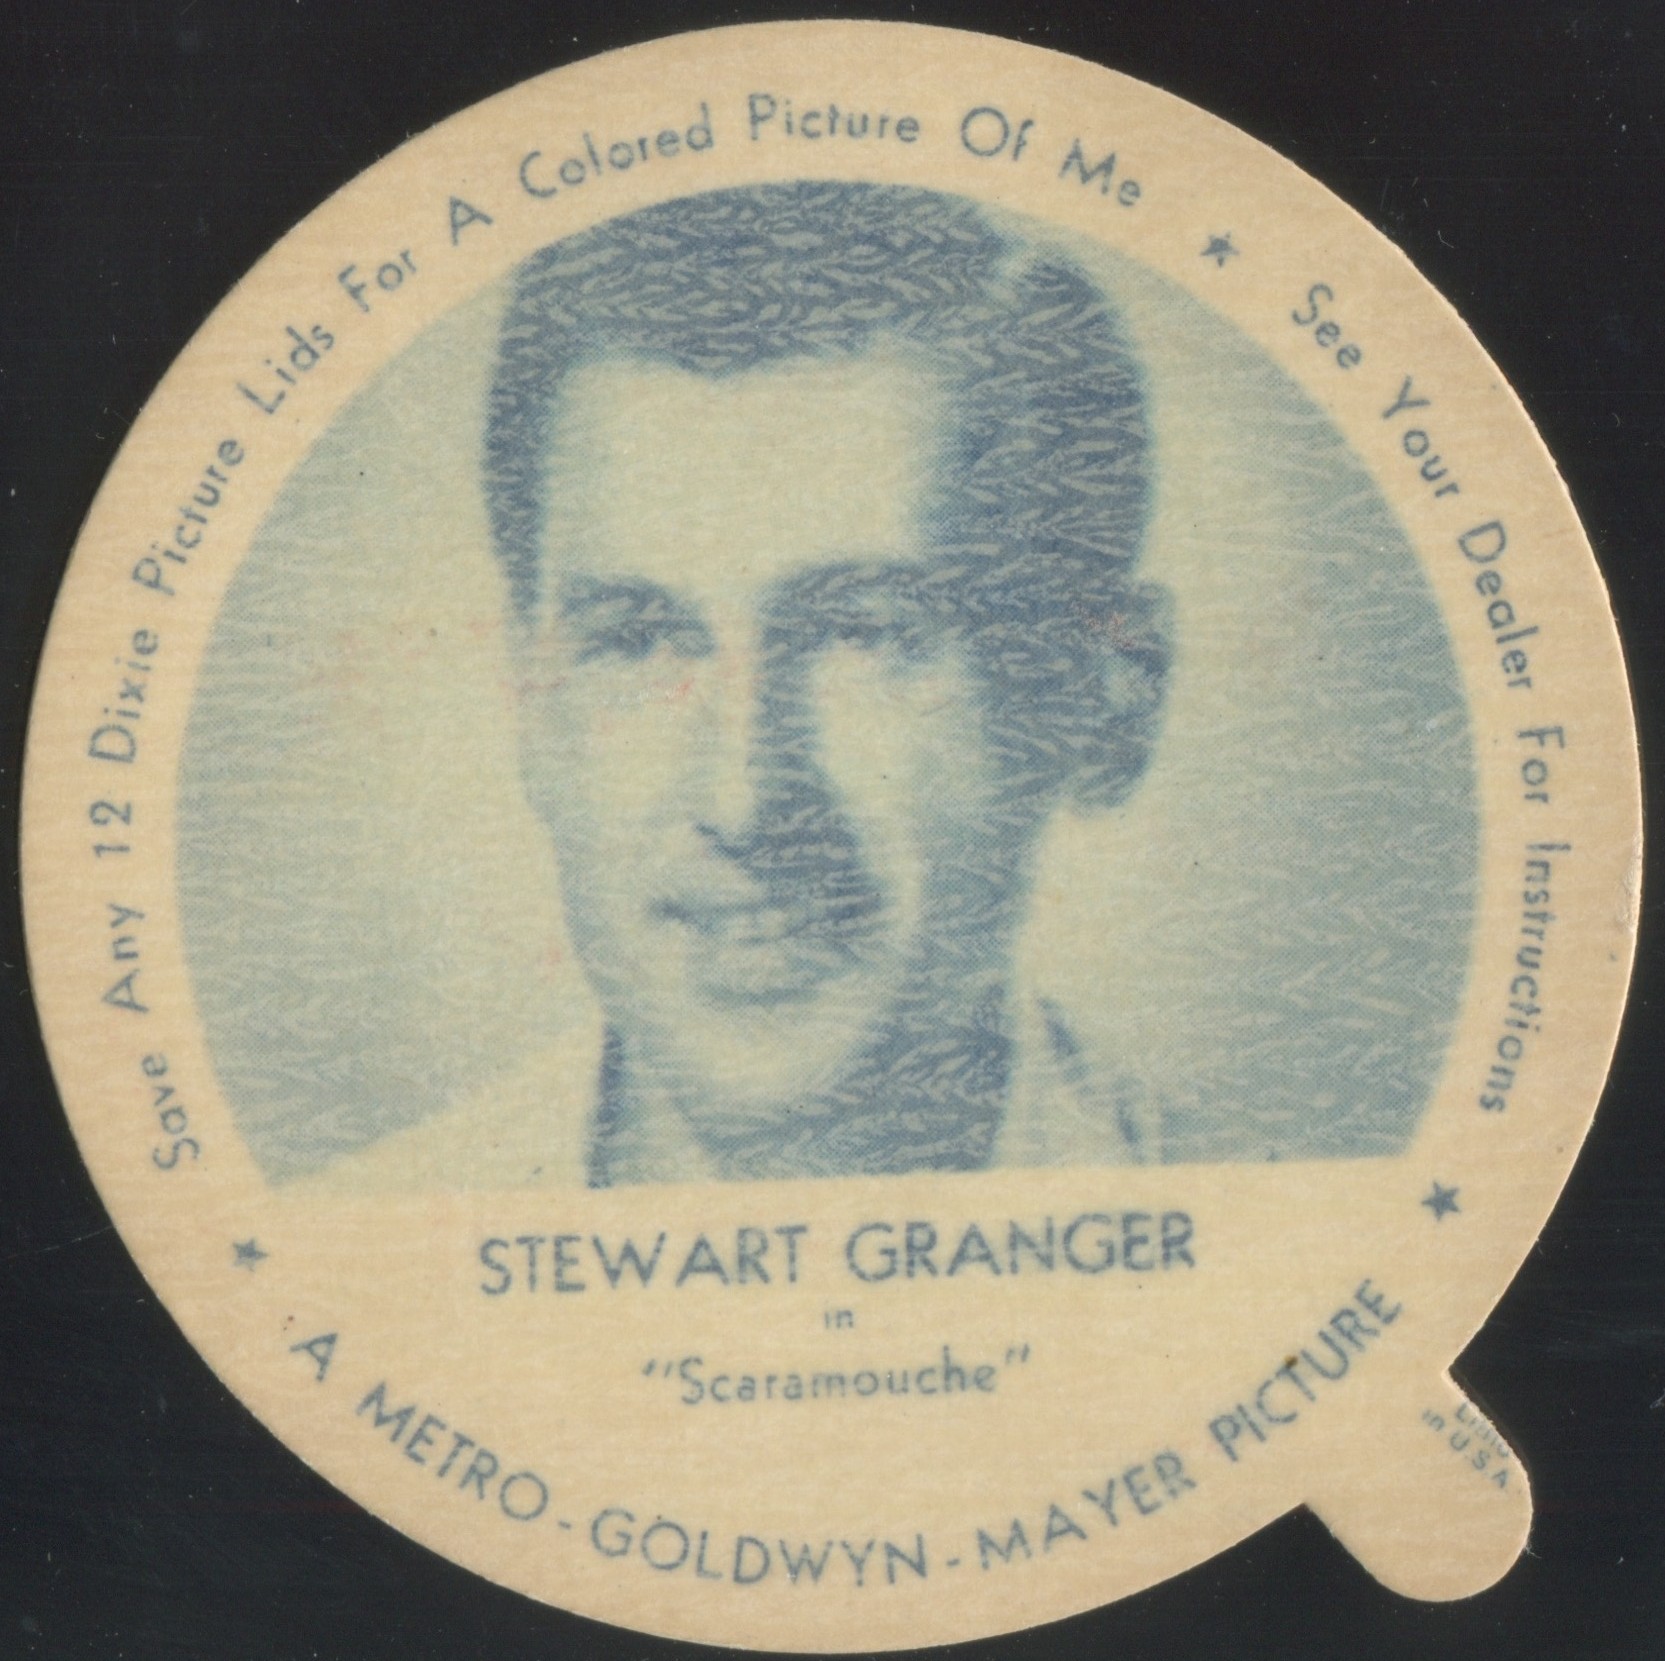 Save Any 12 Dixie Picture Lids For A Colored Picture Of Me ★ See Your Dealer For Instructions ★
STEWART GRANGER
in
"Scaramouche"
★ A METRO-GOLDWYN-MAYER PICTURE
in U.S.A